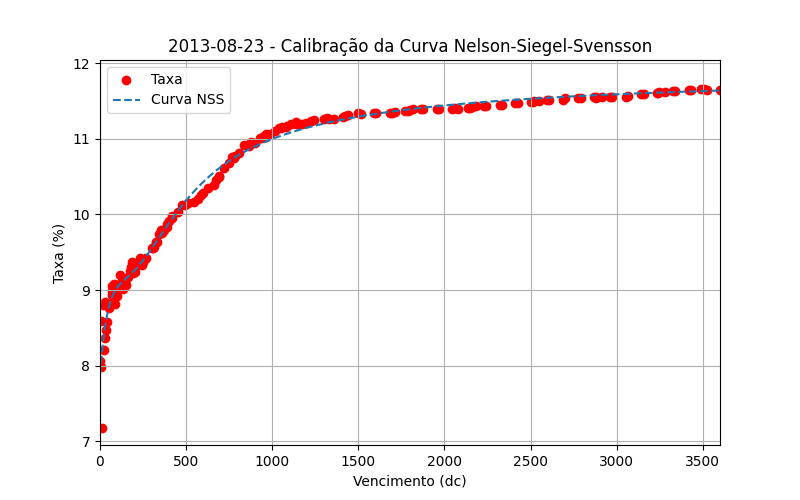 2013-08-23 - Calibração da Curva Nelson-Siegel-Svensson
Taxa
Curva NSS
Taxa (%)
12
11
10
9
8
7
0 500 1000 1500 2000 2500 3000 3500
Vencimento (dc)